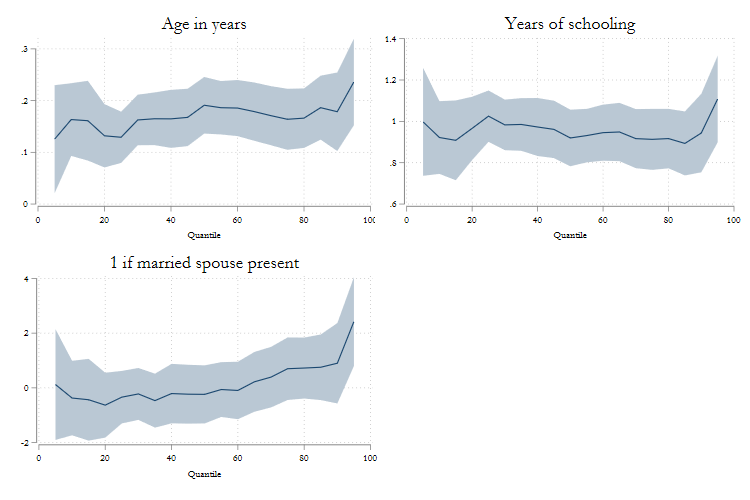 Age in years
.3
.2
.1
0
0 20 40 60 80 100
Quantile
Years of schooling
1.4
1.2
1
.8
.6
0 20 40 60 80 100
Quantile
1 if married spouse present
4
2
0
-2
0 20 40 60 80 100
Quantile